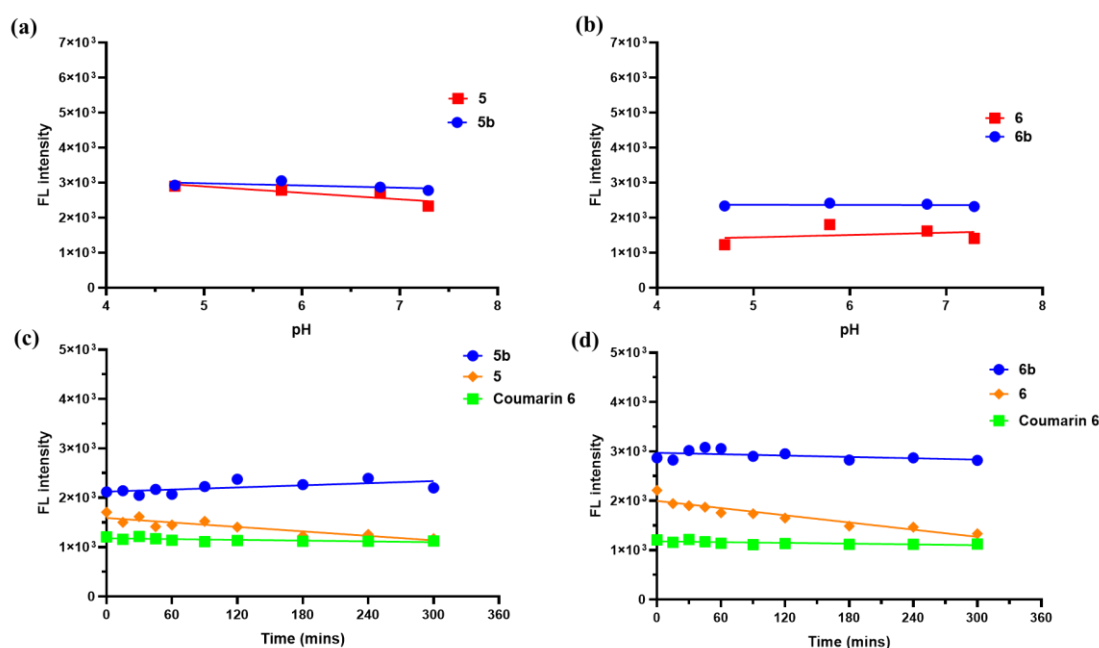 (a)
7×10³
6×10³
5×10³
4×10³
3×10³
2×10³
1×10³
0
FL intensity
4 5 6 7 8
pH
5
5b
(b)
7×10³
6×10³
5×10³
4×10³
3×10³
2×10³
1×10³
0
FL intensity
4 5 6 7 8
pH
6
6b
(c)
5×10³
4×10³
3×10³
2×10³
1×10³
0
FL intensity
0 60 120 180 240 300 360
Time (mins)
5b
5
Coumarin 6
(d)
5×10³
4×10³
3×10³
2×10³
1×10³
0
FL intensity
0 60 120 180 240 300 360
Time (mins)
6b
6
Coumarin 6